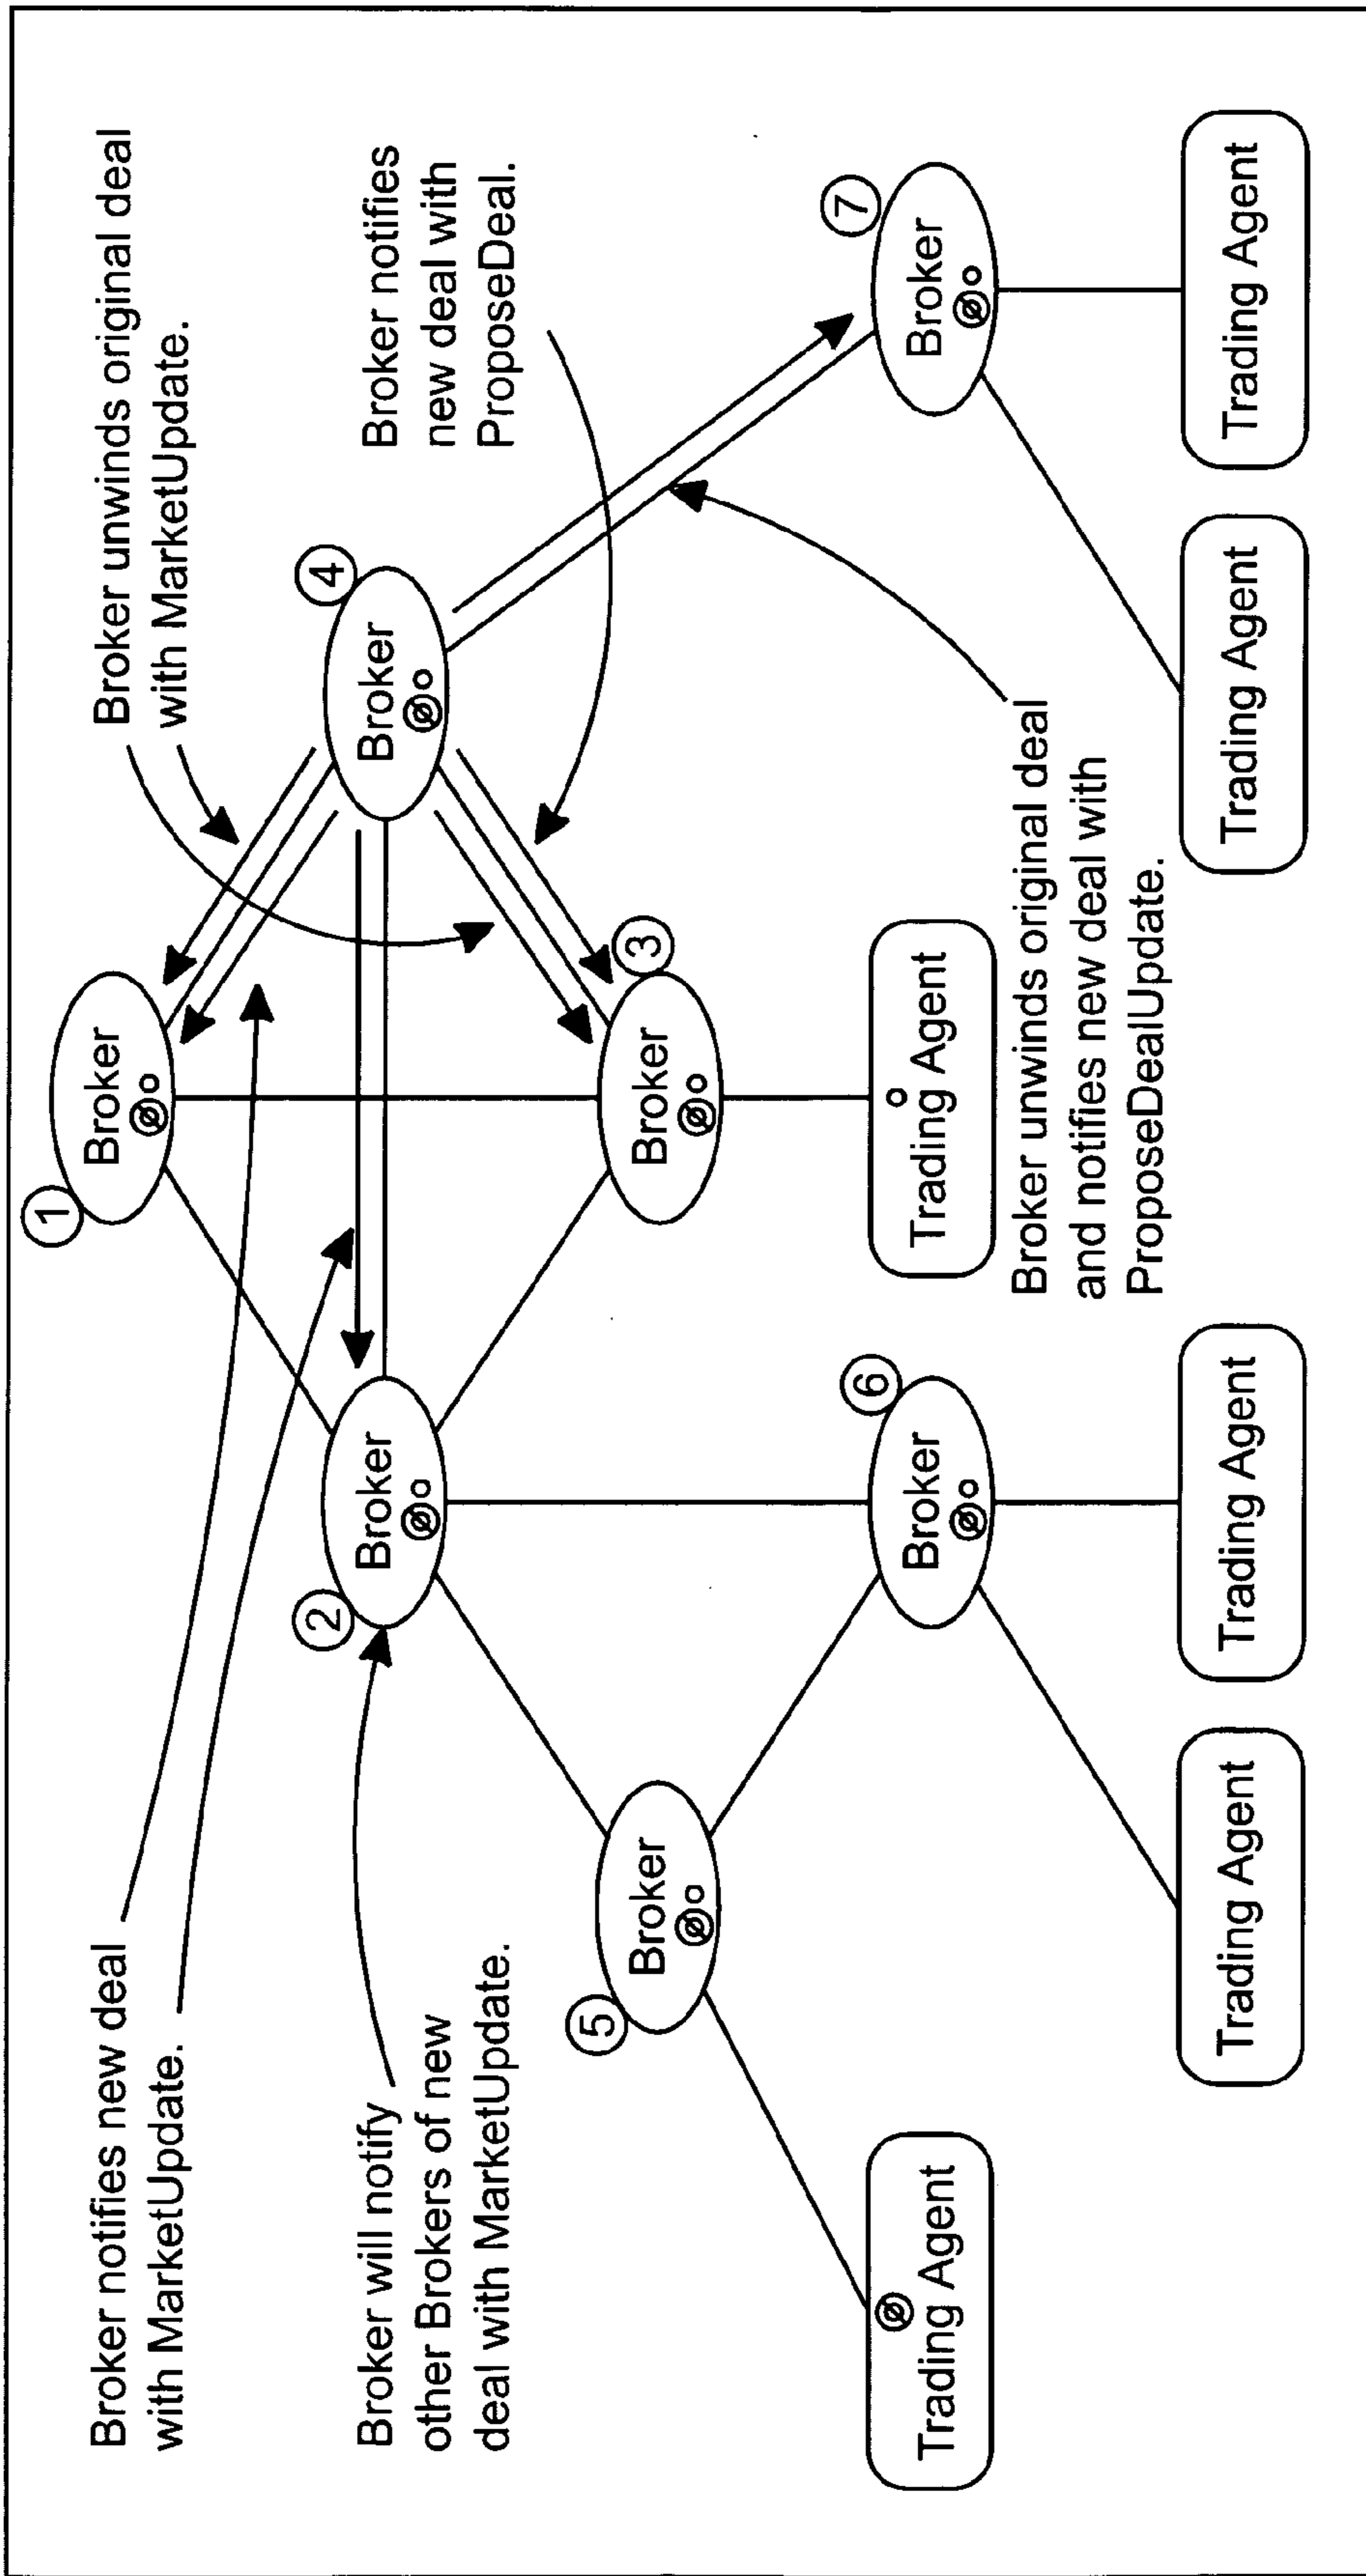 Broker unwinds original deal
with MarketUpdate.
Broker notifies new deal
with MarketUpdate.
Broker notifies
new deal with
ProposeDeal.
Broker will notify
other Brokers of new
deal with MarketUpdate.
1
Broker
2
Broker
4
Broker
5
Broker
3
Broker
6
Broker
7
Broker
Trading Agent
Trading Agent
Broker unwinds original deal
and notifies new deal with
ProposeDealUpdate.
Trading Agent
Trading Agent
Trading Agent
Trading Agent